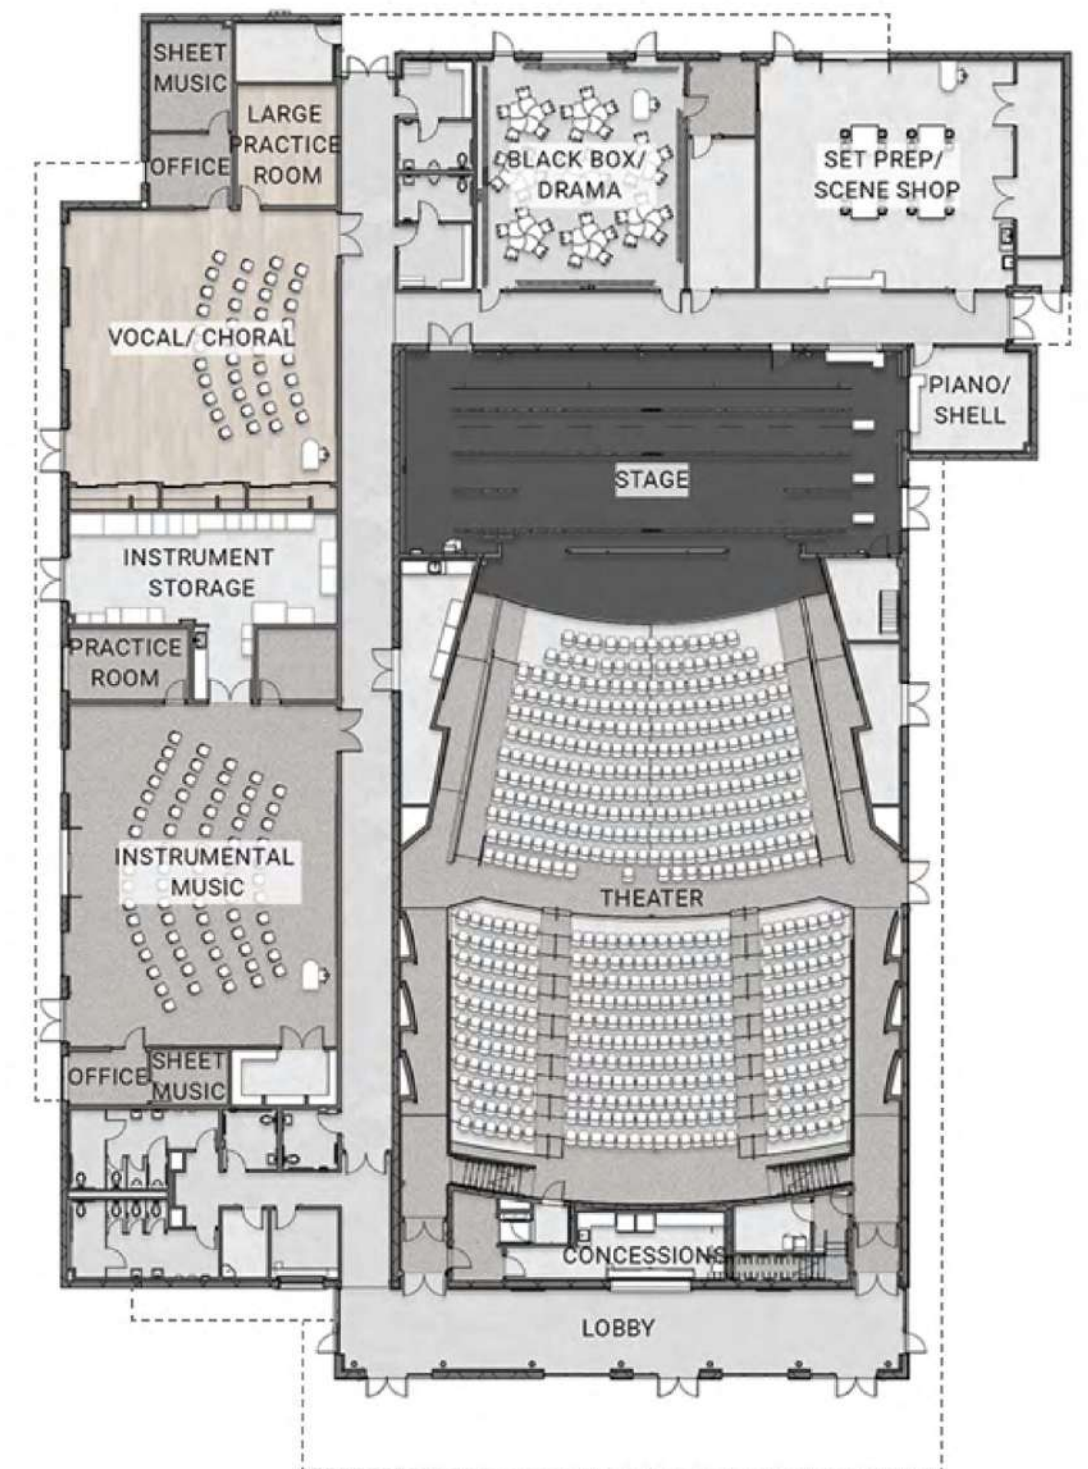 SHEET
MUSIC
LARGE
PRACTICE
ROOM
OFFICE
BLACK BOX/
DRAMA
SET PREP/
SCENE SHOP
VOCAL/ CHORAL
PIANO/
SHELL
STAGE
INSTRUMENT
STORAGE
PRACTICE
ROOM
INSTRUMENTAL
MUSIC
THEATER
OFFICE
SHEET
MUSIC
CONCESSIONS
LOBBY